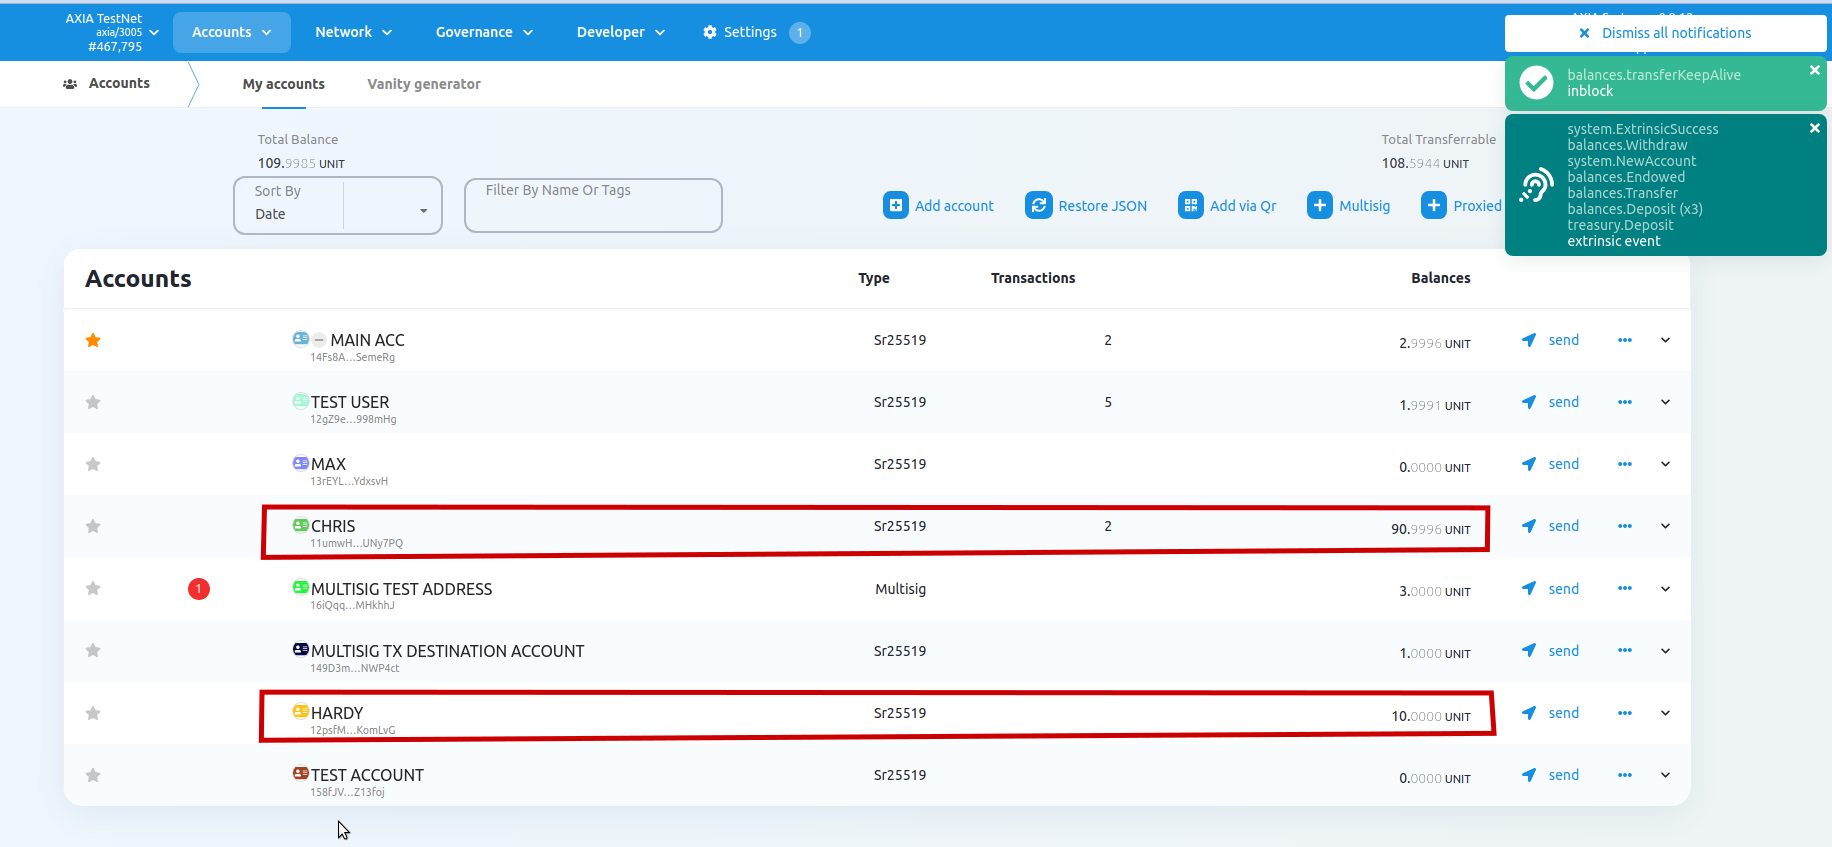 AXIA TestNet
axia/3005
#467,795
Accounts
Network
Governance
Developer
Settings
1
Dismiss all notifications
balances.transferKeepAlive
inblock
system.ExtrinsicSuccess
balances.Withdraw
system.NewAccount
balances.Endowed
balances.Transfer
balances.Deposit (x3)
treasury.Deposit
extrinsic event
Accounts
My accounts
Vanity generator
Total Balance
109.9985 UNIT
Total Transferrable
108.5944 UNIT
Sort By
Date
Filter By Name Or Tags
Add account
Restore JSON
Add via Qr
Multisig
Proxied
Accounts Type Transactions Balances
MAIN ACC Sr25519 2 2.9996 UNIT send
14Fs8A...SemeRg
TEST USER Sr25519 5 1.9991 UNIT send
12gZ9e...998mHg
MAX Sr25519 0.0000 UNIT send
13rEYL...YdxsvH
CHRIS Sr25519 2 90.9996 UNIT send
11umwH...UNy7PQ
1 MULTISIG TEST ADDRESS Multisig 3.0000 UNIT send
16iQqq...MHkhhJ
MULTISIG TX DESTINATION ACCOUNT Sr25519 1.0000 UNIT send
149D3m...NWP4ct
HARDY Sr25519 10.0000 UNIT send
12psfM...KomLvG
TEST ACCOUNT Sr25519 0.0000 UNIT send
158fJV...Z13foj